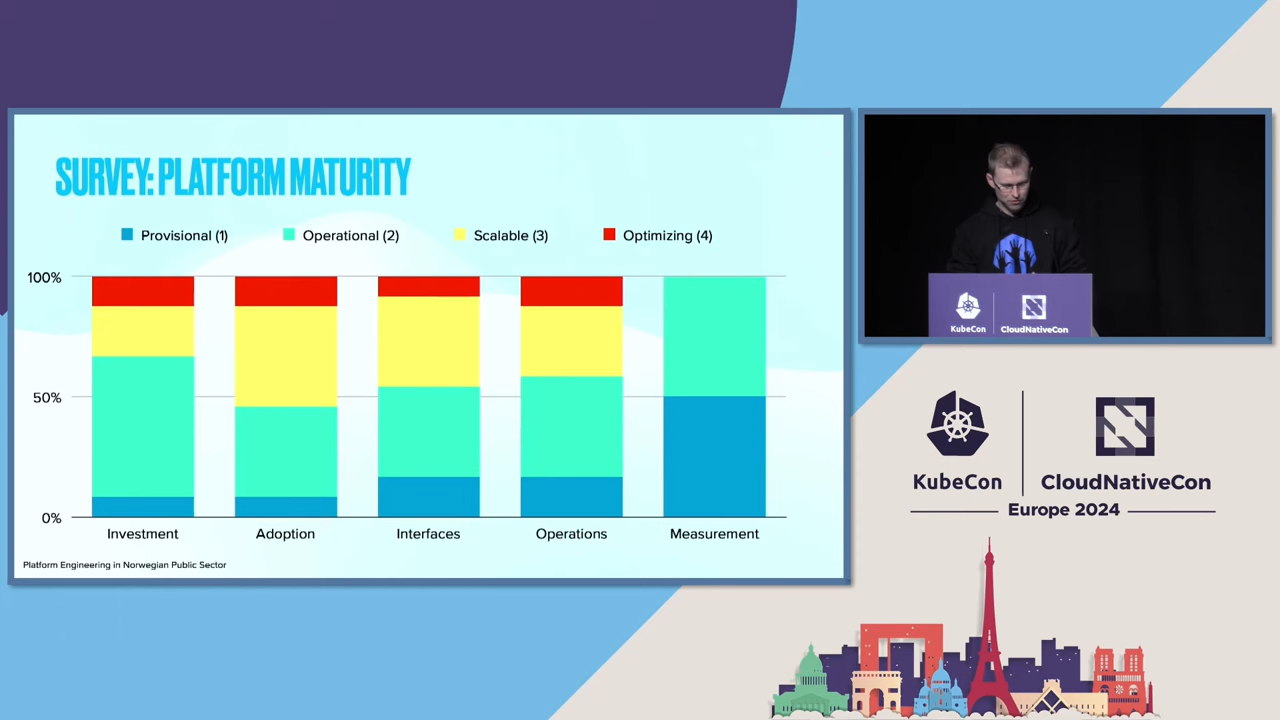 SURVEY: PLATFORM MATURITY
Provisional (1)
Operational (2)
Scalable (3)
Optimizing (4)
100%
50%
0%
Investment
Adoption
Interfaces
Operations
Measurement
Platform Engineering in Norwegian Public Sector
KubeCon
CloudNativeCon
KubeCon
CloudNativeCon
Europe 2024